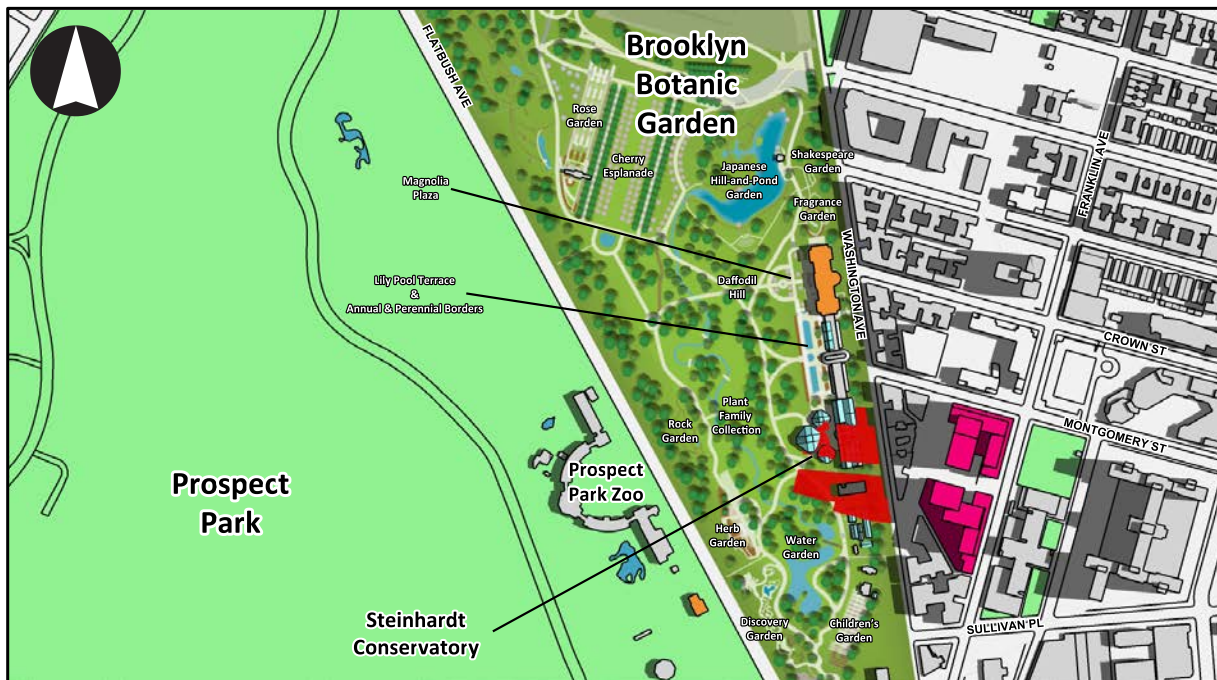 FLATBUSH AVE
Brooklyn
Botanic
Garden
Rose
Garden
Cherry
Esplanade
Japanese
Hill-and-Pond
Garden
Shakespeare
Garden
Fragrance
Garden
FRANKLIN AVE
Magnolia
Plaza
WASHINGTON AVE
Lily Pool Terrace
&
Annual & Perennial Borders
Daffodil
Hill
CROWN ST
Plant
Family
Collection
Rock
Garden
MONTGOMERY ST
Prospect
Park
Prospect
Park Zoo
Herb
Garden
Water
Garden
Steinhardt
Conservatory
Discovery
Garden
Children's
Garden
SULLIVAN PL